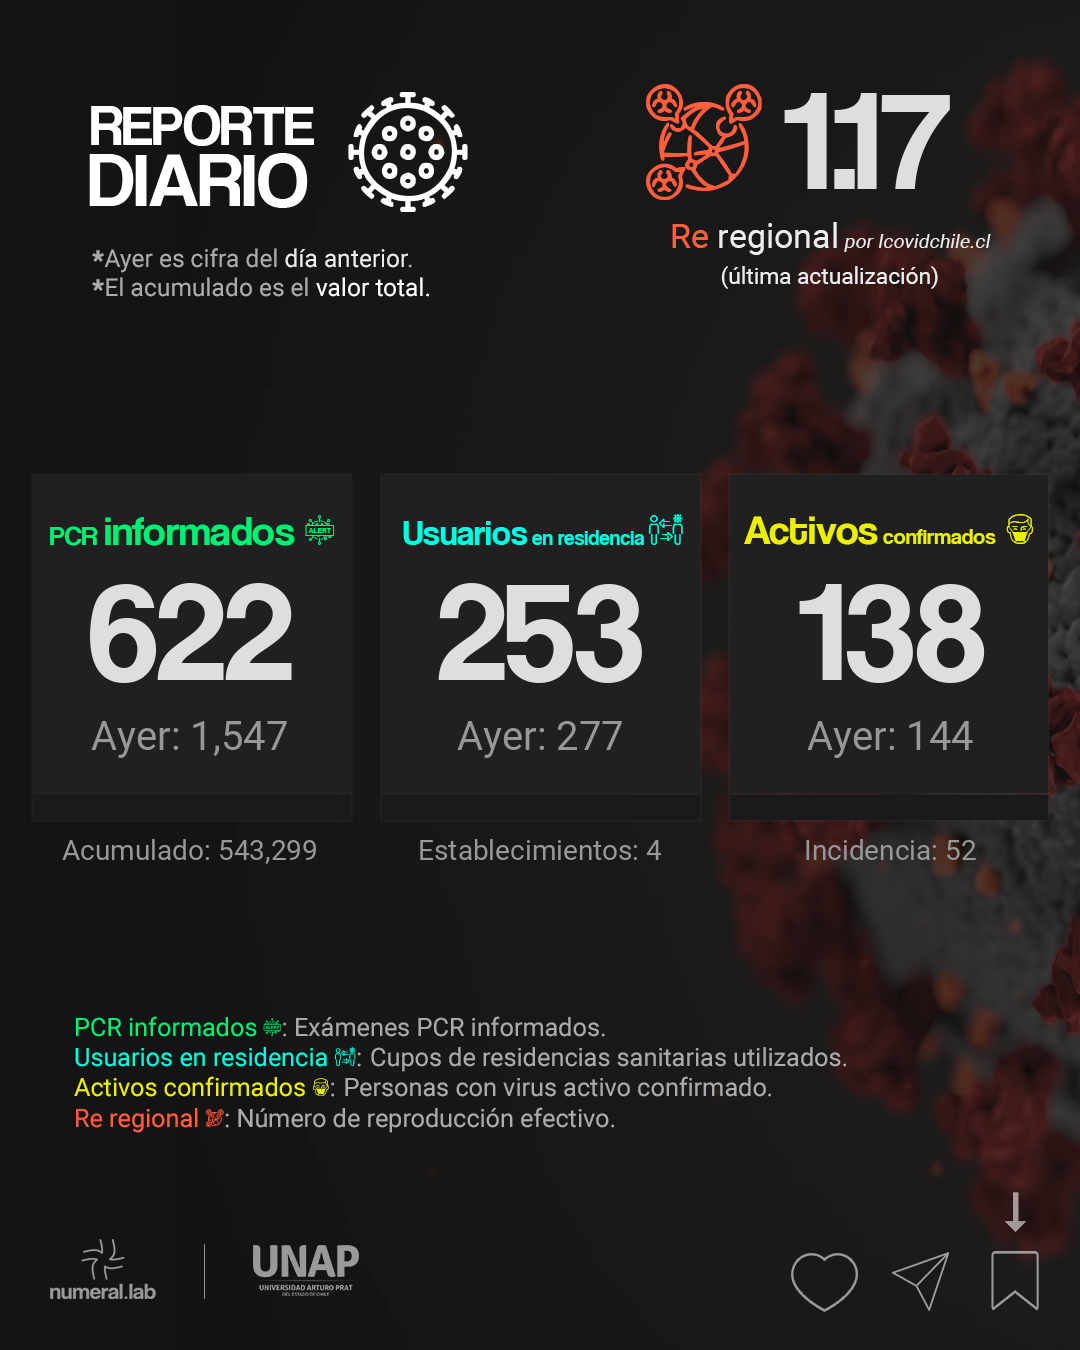 REPORTE
DIARIO
*Ayer es cifra del día anterior.
*El acumulado es el valor total.
1.17
Re regional por Icovidchile.cl
(última actualización)
PCR informados ALERT
622
Ayer: 1,547
Acumulado: 543,299
Usuarios en residencia
253
Ayer: 277
Establecimientos: 4
Activos confirmados
138
Ayer: 144
Incidencia: 52
PCR informados ALERT: Exámenes PCR informados.
Usuarios en residencia : Cupos de residencias sanitarias utilizados.
Activos confirmados : Personas con virus activo confirmado.
Re regional : Número de reproducción efectivo.
numeral.lab
UNAP
UNIVERSIDAD ARTURO PRAT
DEL ESTADO DE CHILE